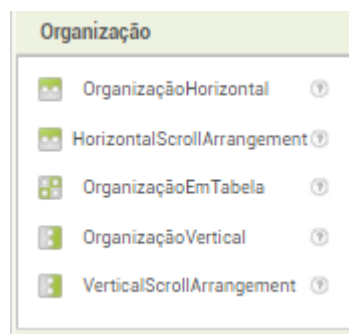 Organização
OrganizaçãoHorizontal
HorizontalScrollArrangement
OrganizaçãoEmTabela
OrganizaçãoVertical
VerticalScrollArrangement